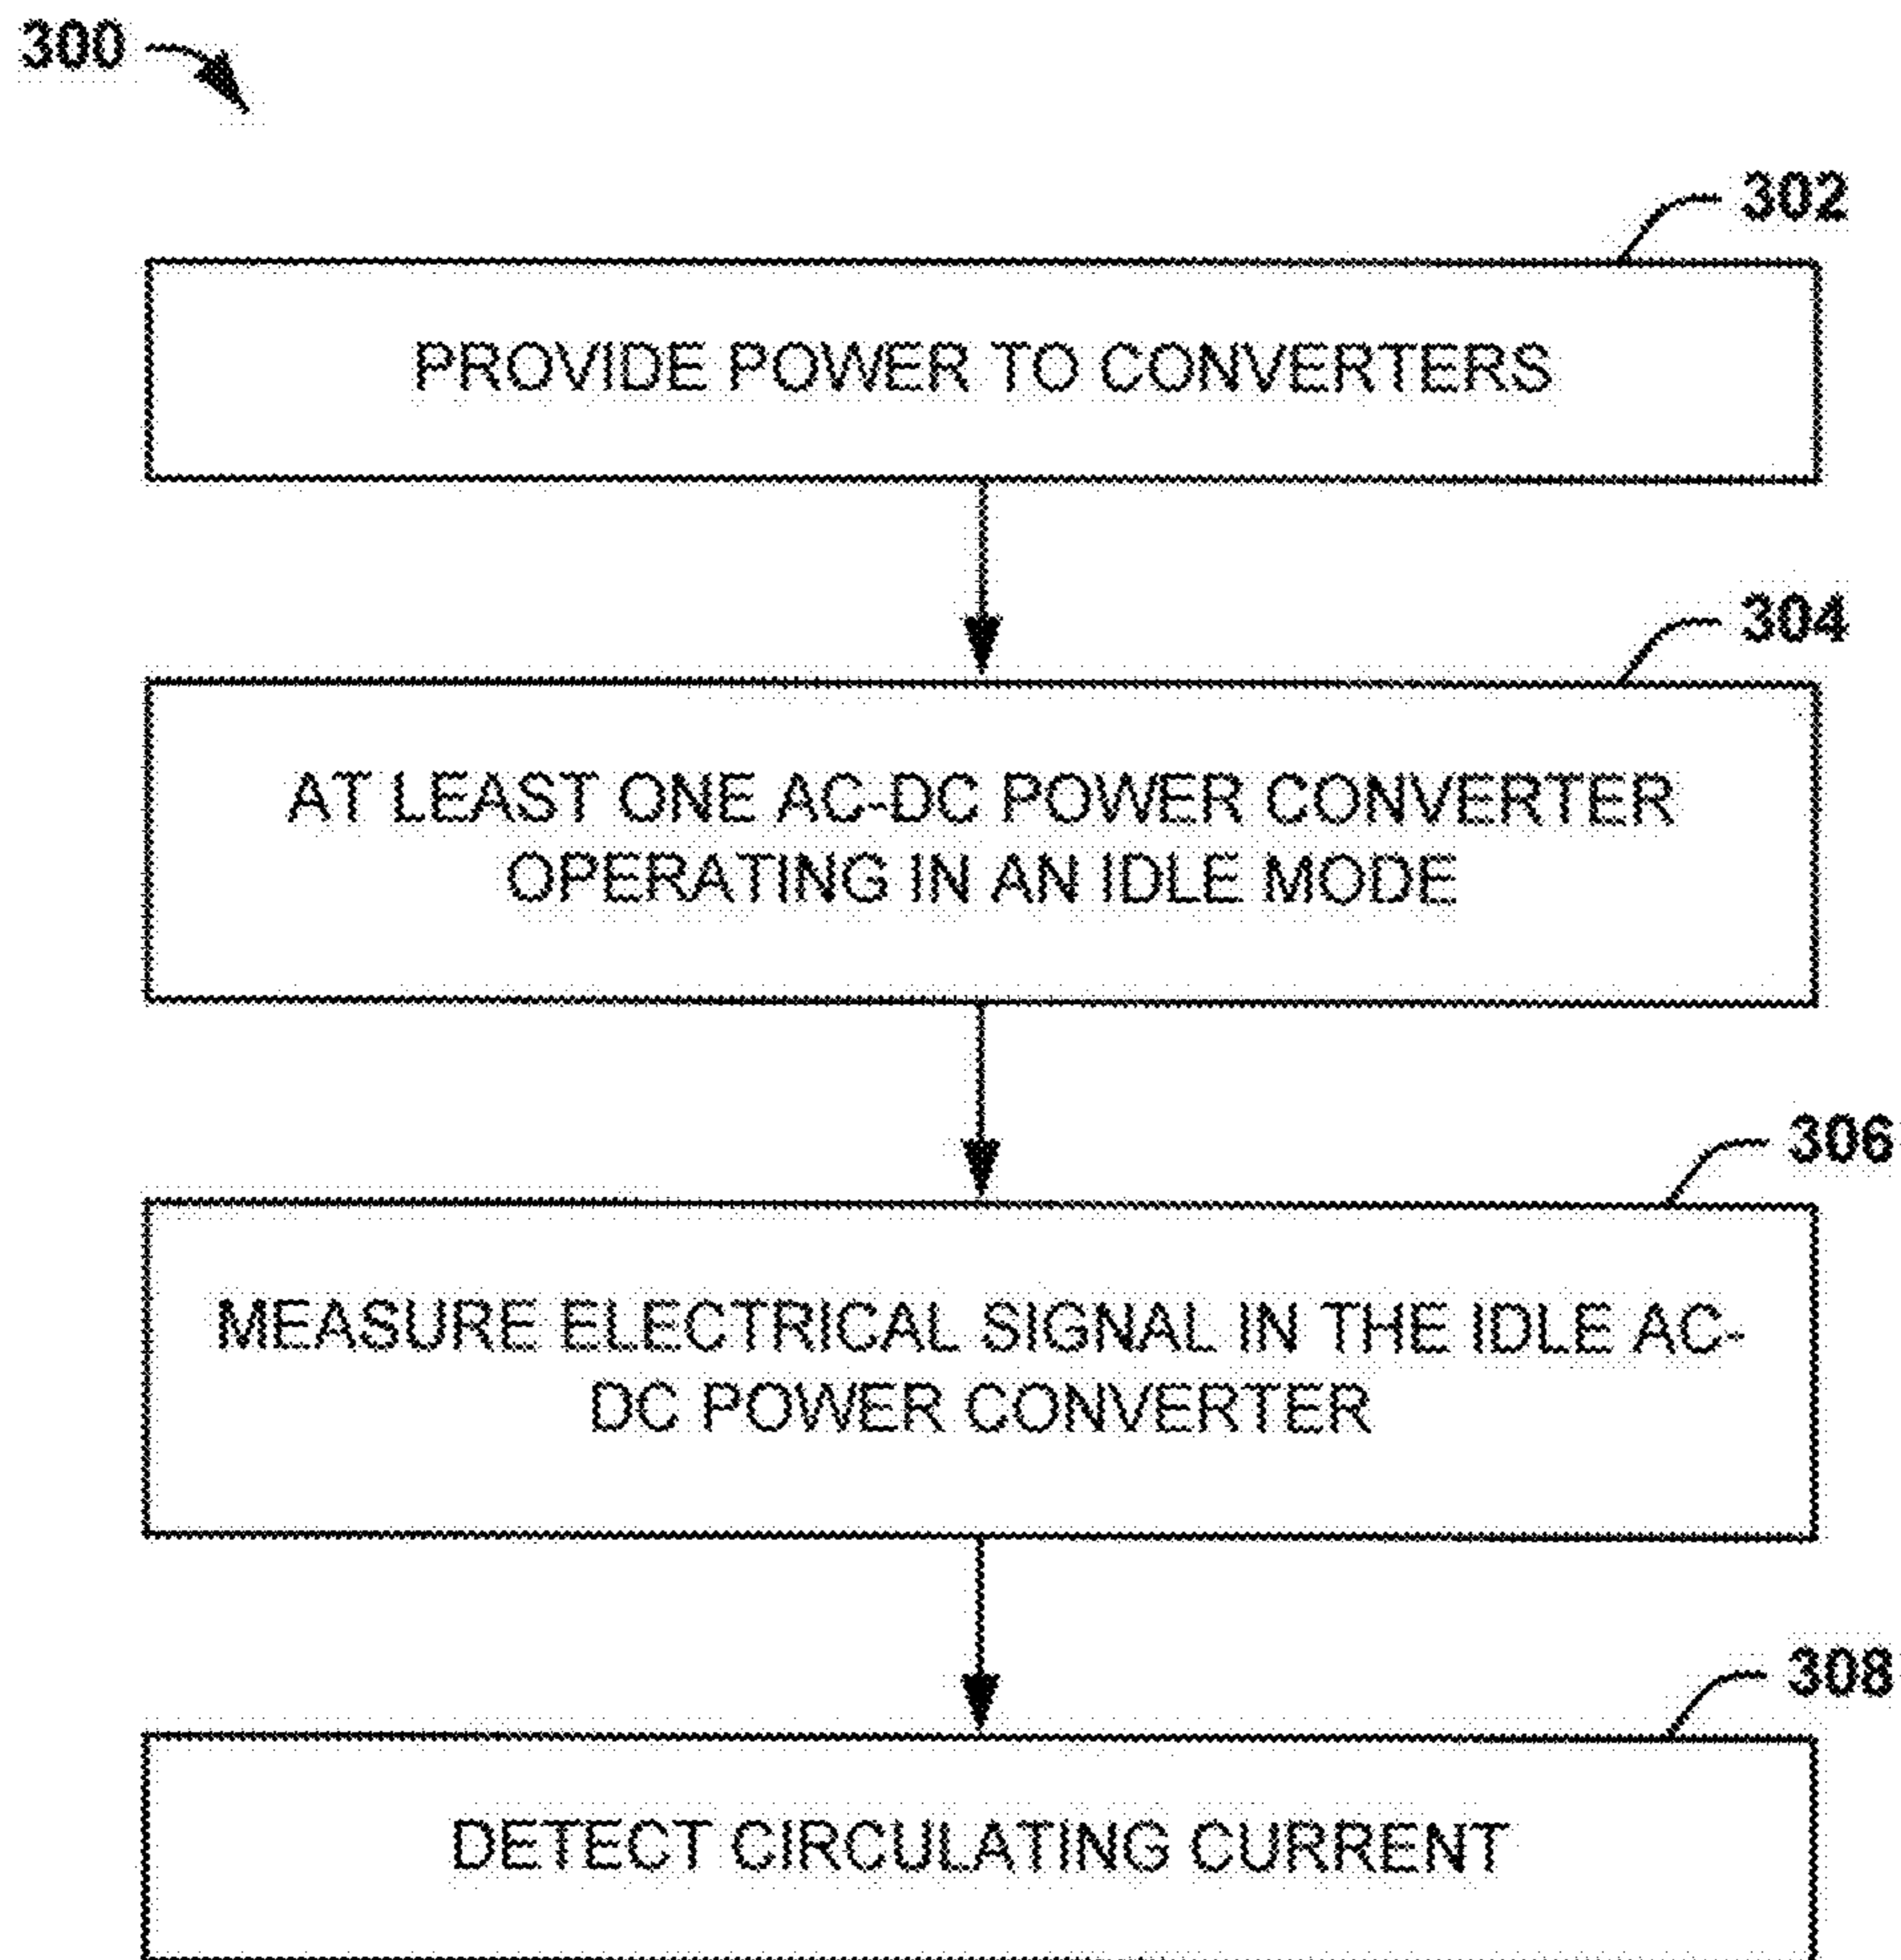 300
302
PROVIDE POWER TO CONVERTERS
304
AT LEAST ONE AC-DC POWER CONVERTER
OPERATING IN AN IDLE MODE
306
MEASURE ELECTRICAL SIGNAL IN THE IDLE AC-
DC POWER CONVERTER
308
DETECT CIRCULATING CURRENT